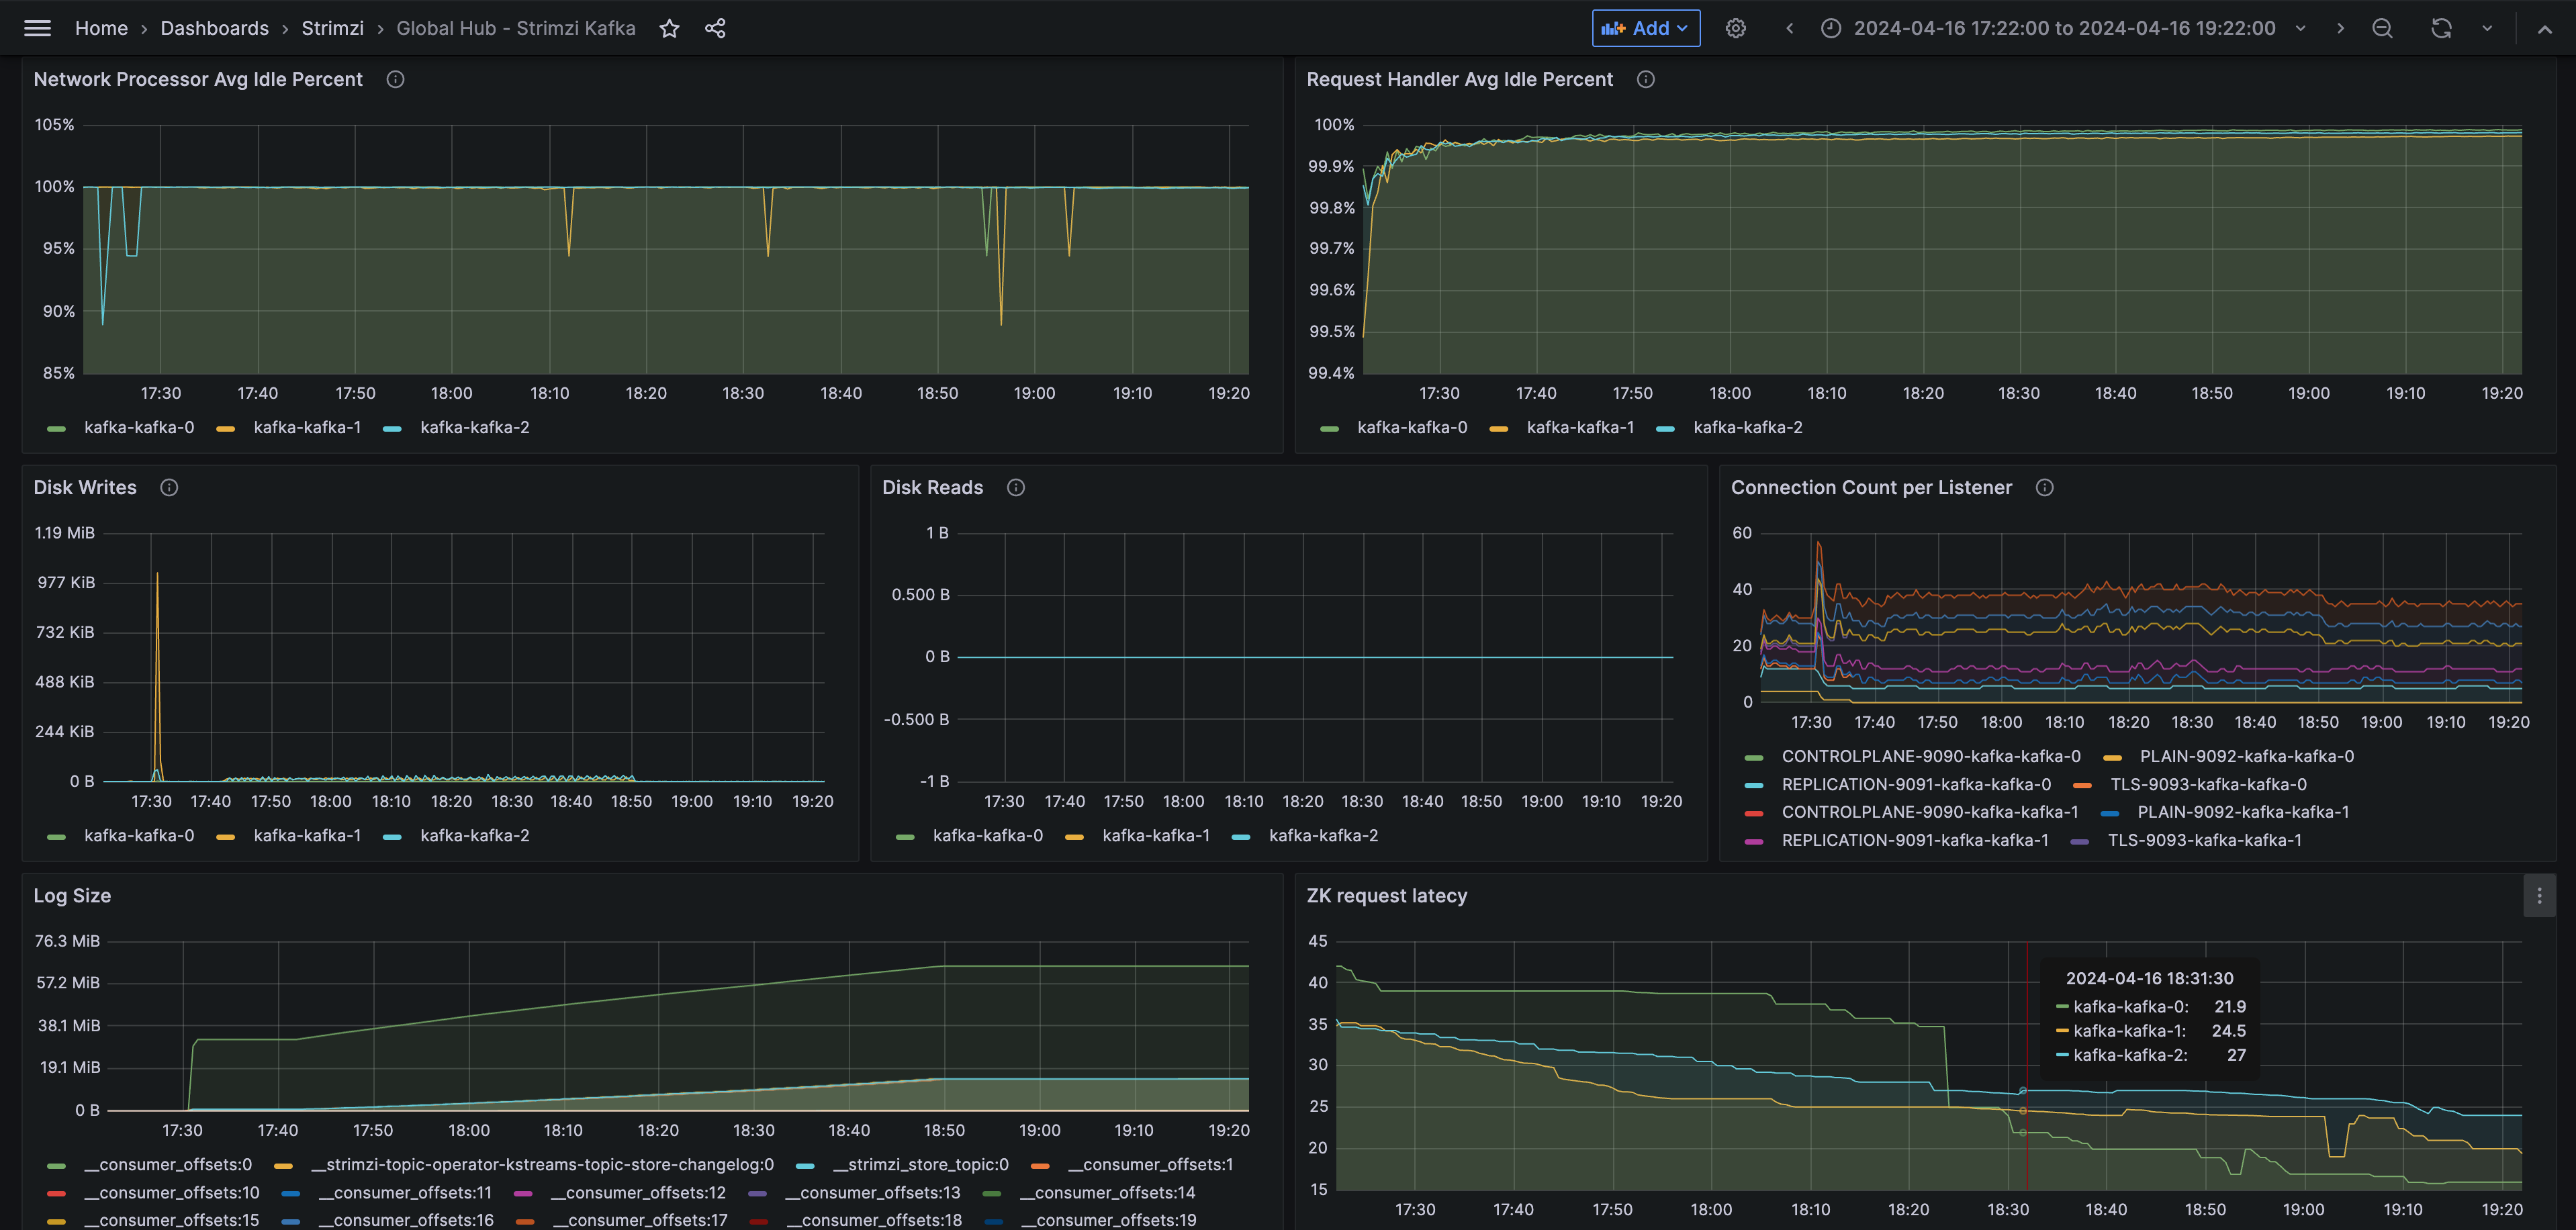 Home > Dashboards > Strimzi > Global Hub - Strimzi Kafka Add 2024-04-16 17:22:00 to 2024-04-16 19:22:00
Network Processor Avg Idle Percent
105%
100%
95%
90%
85%
17:30 17:40 17:50 18:00 18:10 18:20 18:30 18:40 18:50 19:00 19:10 19:20
kafka-kafka-0 kafka-kafka-1 kafka-kafka-2
Request Handler Avg Idle Percent
100%
99.9%
99.8%
99.7%
99.6%
99.5%
99.4%
17:30 17:40 17:50 18:00 18:10 18:20 18:30 18:40 18:50 19:00 19:10 19:20
kafka-kafka-0 kafka-kafka-1 kafka-kafka-2
Disk Writes
1.19 MiB
977 KiB
732 KiB
488 KiB
244 KiB
0 B
17:30 17:40 17:50 18:00 18:10 18:20 18:30 18:40 18:50 19:00 19:10 19:20
kafka-kafka-0 kafka-kafka-1 kafka-kafka-2
Disk Reads
1 B
0.500 B
0 B
-0.500 B
-1 B
17:30 17:40 17:50 18:00 18:10 18:20 18:30 18:40 18:50 19:00 19:10 19:20
kafka-kafka-0 kafka-kafka-1 kafka-kafka-2
Connection Count per Listener
60
40
20
0
17:30 17:40 17:50 18:00 18:10 18:20 18:30 18:40 18:50 19:00 19:10 19:20
CONTROLPLANE-9090-kafka-kafka-0 PLAIN-9092-kafka-kafka-0
REPLICATION-9091-kafka-kafka-0 TLS-9093-kafka-kafka-0
CONTROLPLANE-9090-kafka-kafka-1 PLAIN-9092-kafka-kafka-1
REPLICATION-9091-kafka-kafka-1 TLS-9093-kafka-kafka-1
Log Size
76.3 MiB
57.2 MiB
38.1 MiB
19.1 MiB
0 B
17:30 17:40 17:50 18:00 18:10 18:20 18:30 18:40 18:50 19:00 19:10 19:20
__consumer_offsets:0 __strimzi-topic-operator-kstreams-topic-store-changelog:0 __strimzi_store_topic:0 __consumer_offsets:1
__consumer_offsets:10 __consumer_offsets:11 __consumer_offsets:12 __consumer_offsets:13 __consumer_offsets:14
__consumer_offsets:15 __consumer_offsets:16 __consumer_offsets:17 __consumer_offsets:18 __consumer_offsets:19
ZK request latecy
45
40
35
30
25
20
15
2024-04-16 18:31:30
kafka-kafka-0: 21.9
kafka-kafka-1: 24.5
kafka-kafka-2: 27
17:30 17:40 17:50 18:00 18:10 18:20 18:30 18:40 18:50 19:00 19:10 19:20